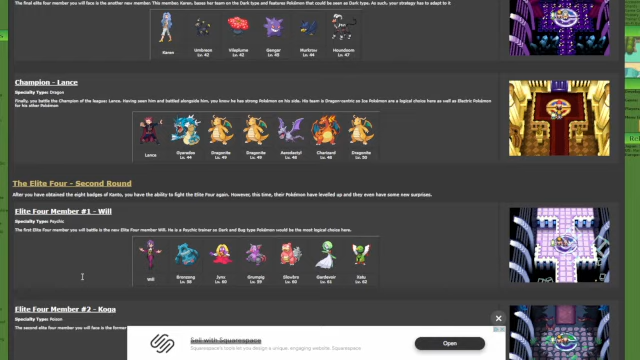 The final elite four member you will face is the another new member. This member, Karen, bases her team on the Dark type and features Pokémon that could be seen as Dark type. As such, your strategy has to adapt to it
Karen
Umbreon
Lv. 42
Vileplume
Lv. 42
Gengar
Lv. 45
Murkrow
Lv. 44
Houndoom
Lv. 47
Champion - Lance
Specialty Type: Dragon
Finally, you battle the Champion of the league: Lance. Having seen him and battled alongside him, you know he has strong Pokémon on his side. His team is Dragon-centric so Ice Pokémon are a logical choice here as well as Electric Pokémon
for his other Pokémon
Lance
Gyarados
Lv. 44
Dragonite
Lv. 49
Dragonite
Lv. 49
Aerodactyl
Lv. 48
Charizard
Lv. 48
Dragonite
Lv. 50
The Elite Four - Second Round
After you have obtained the eight badges of Kanto, you have the ability to fight the Elite Four again. However, this time, their Pokémon have levelled up and they even have some new surprises.
Elite Four Member #1 - Will
Specialty Type: Psychic
The first Elite Four member you will battle is the new Elite Four member Will. He is a Psychic trainer so Dark and Bug type Pokémon would be the most logical choice here.
Will
Bronzong
Lv. 58
Jynx
Lv. 60
Grumpig
Lv. 59
Slowbro
Lv. 60
Gardevoir
Lv. 61
Xatu
Lv. 62
Elite Four Member #2 - Koga
Specialty Type: Poison
The second elite four member you will face is the former
Sell with Squarespace
Squarespace's tools let you design a unique, engaging website. Squarespace
Open